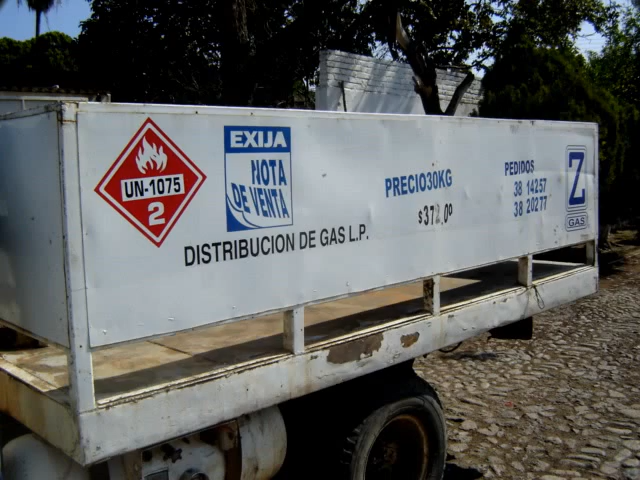 UN-1075
2
EXIJA
NOTA
DE VENTA
DISTRIBUCION DE GAS L.P.
PRECIO30KG
PEDIDOS
38 14257
38 20277
Z
GAS